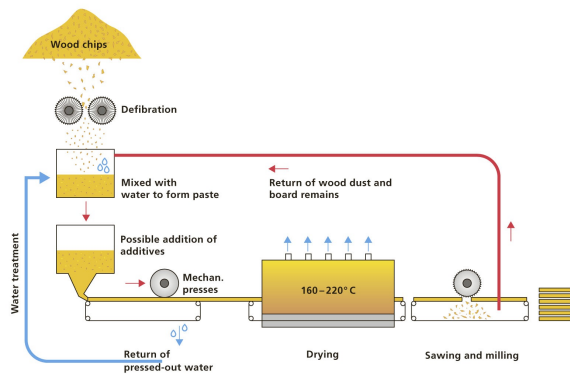 Wood chips
Defibration
Mixed with
water to form paste
Return of wood dust and
board remains
Possible addition of
additives
Mechan.
presses
160–220° C
Water treatment
Return of
pressed-out water
Drying
Sawing and milling